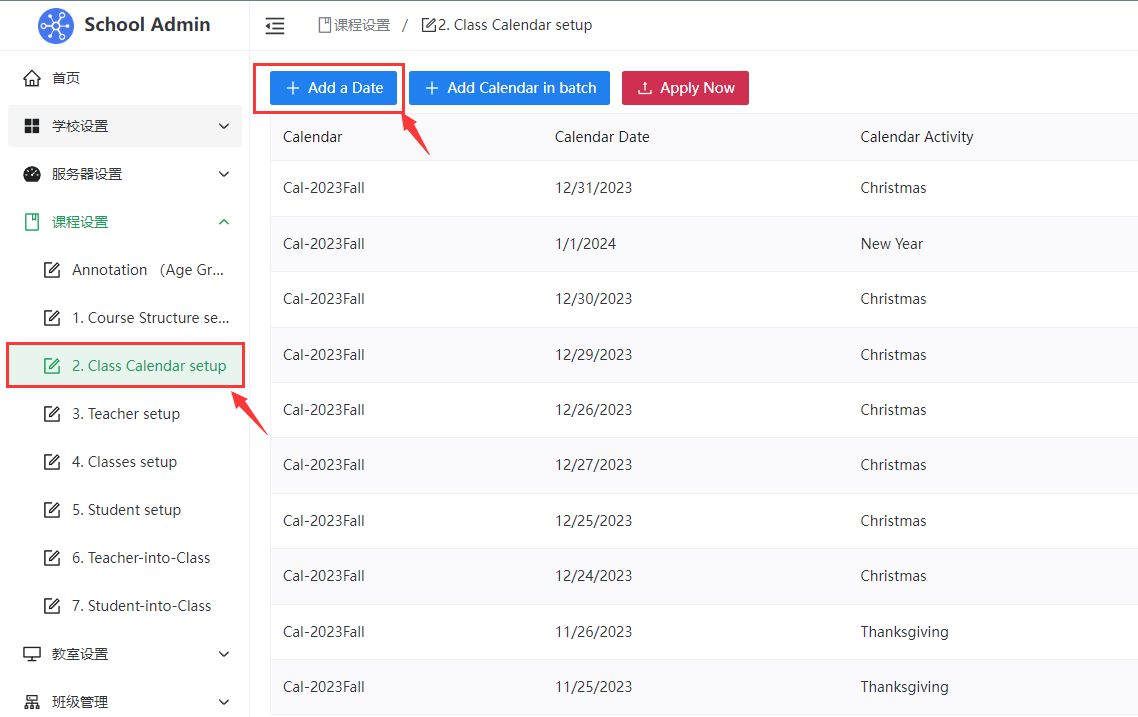 School Admin
课程设置 / 2. Class Calendar setup
首页
学校设置
服务器设置
课程设置
Annotation （Age Gr...
1. Course Structure se...
2. Class Calendar setup
3. Teacher setup
4. Classes setup
5. Student setup
6. Teacher-into-Class
7. Student-into-Class
教室设置
班级管理
+ Add a Date
+ Add Calendar in batch
Apply Now
Calendar Calendar Date Calendar Activity
Cal-2023Fall 12/31/2023 Christmas
Cal-2023Fall 1/1/2024 New Year
Cal-2023Fall 12/30/2023 Christmas
Cal-2023Fall 12/29/2023 Christmas
Cal-2023Fall 12/26/2023 Christmas
Cal-2023Fall 12/27/2023 Christmas
Cal-2023Fall 12/25/2023 Christmas
Cal-2023Fall 12/24/2023 Christmas
Cal-2023Fall 11/26/2023 Thanksgiving
Cal-2023Fall 11/25/2023 Thanksgiving